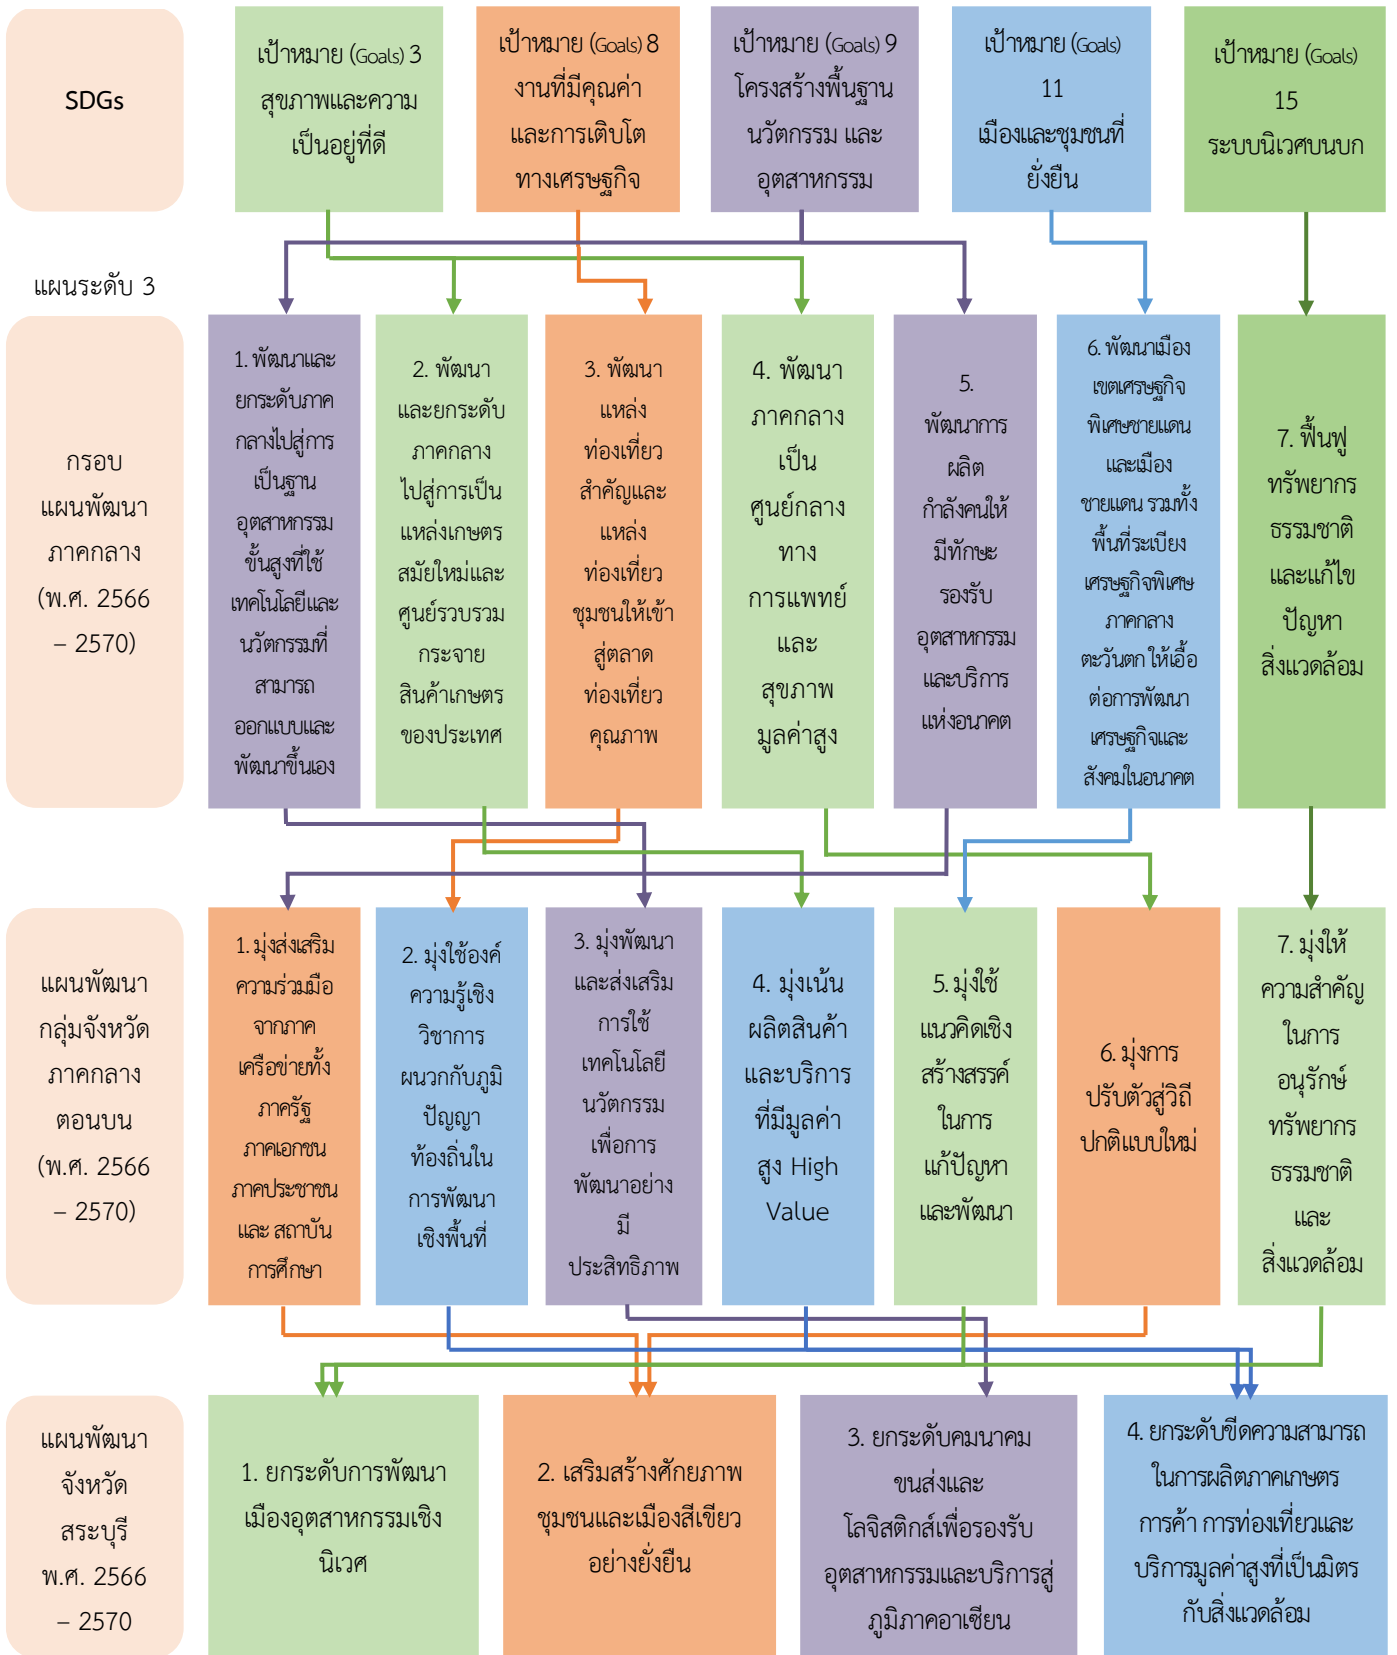 SDGs
เป้าหมาย (Goals) 3
สุขภาพและความ
เป็นอยู่ที่ดี
เป้าหมาย (Goals) 8
งานที่มีคุณค่า
และการเติบโต
ทางเศรษฐกิจ
เป้าหมาย (Goals) 9
โครงสร้างพื้นฐาน
นวัตกรรม และ
อุตสาหกรรม
เป้าหมาย (Goals)
11
เมืองและชุมชนที่
ยั่งยืน
เป้าหมาย (Goals)
15
ระบบนิเวศบนบก
แผนระดับ 3
กรอบ
แผนพัฒนา
ภาคกลาง
(พ.ศ. 2566
– 2570)
1. พัฒนาและ
ยกระดับภาค
กลางไปสู่การ
เป็นฐาน
อุตสาหกรรม
ขั้นสูงที่ใช้
เทคโนโลยีและ
นวัตกรรมที่
สามารถ
ออกแบบและ
พัฒนาขึ้นเอง
2. พัฒนา
และยกระดับ
ภาคกลาง
ไปสู่การเป็น
แหล่งเกษตร
สมัยใหม่และ
ศูนย์รวบรวม
กระจาย
สินค้าเกษตร
ของประเทศ
3. พัฒนา
แหล่ง
ท่องเที่ยว
สำคัญและ
แหล่ง
ท่องเที่ยว
ชุมชนให้เข้า
สู่ตลาด
ท่องเที่ยว
คุณภาพ
4. พัฒนา
ภาคกลาง
เป็น
ศูนย์กลาง
ทาง
การแพทย์
และ
สุขภาพ
มูลค่าสูง
5.
พัฒนาการ
ผลิต
กำลังคนให้
มีทักษะ
รองรับ
อุตสาหกรรม
และบริการ
แห่งอนาคต
6. พัฒนาเมือง
เขตเศรษฐกิจ
พิเศษชายแดน
และเมือง
ชายแดน รวมทั้ง
พื้นที่ระเบียง
เศรษฐกิจพิเศษ
ภาคกลาง
ตะวันตก ให้เอื้อ
ต่อการพัฒนา
เศรษฐกิจและ
สังคมในอนาคต
7. ฟื้นฟู
ทรัพยากร
ธรรมชาติ
และแก้ไข
ปัญหา
สิ่งแวดล้อม
แผนพัฒนา
กลุ่มจังหวัด
ภาคกลาง
ตอนบน
(พ.ศ. 2566
– 2570)
1. มุ่งส่งเสริม
ความร่วมมือ
จากภาค
เครือข่ายทั้ง
ภาครัฐ
ภาคเอกชน
ภาคประชาชน
และ สถาบัน
การศึกษา
2. มุ่งใช้องค์
ความรู้เชิง
วิชาการ
ผนวกกับภูมิ
ปัญญา
ท้องถิ่นใน
การพัฒนา
เชิงพื้นที่
3. มุ่งพัฒนา
และส่งเสริม
การใช้
เทคโนโลยี
นวัตกรรม
เพื่อการ
พัฒนาอย่าง
มี
ประสิทธิภาพ
4. มุ่งเน้น
ผลิตสินค้า
และบริการ
ที่มีมูลค่า
สูง High
Value
5. มุ่งใช้
แนวคิดเชิง
สร้างสรรค์
ในการ
แก้ปัญหา
และพัฒนา
6. มุ่งการ
ปรับตัวสู่วิถี
ปกติแบบใหม่
7. มุ่งให้
ความสำคัญ
ในการ
อนุรักษ์
ทรัพยากร
ธรรมชาติ
และ
สิ่งแวดล้อม
แผนพัฒนา
จังหวัด
สระบุรี
พ.ศ. 2566
– 2570
1. ยกระดับการพัฒนา
เมืองอุตสาหกรรมเชิง
นิเวศ
2. เสริมสร้างศักยภาพ
ชุมชนและเมืองสีเขียว
อย่างยั่งยืน
3. ยกระดับคมนาคม
ขนส่งและ
โลจิสติกส์เพื่อรองรับ
อุตสาหกรรมและบริการสู่
ภูมิภาคอาเซียน
4. ยกระดับขีดความสามารถ
ในการผลิตภาคเกษตร
การค้า การท่องเที่ยวและ
บริการมูลค่าสูงที่เป็นมิตร
กับสิ่งแวดล้อม